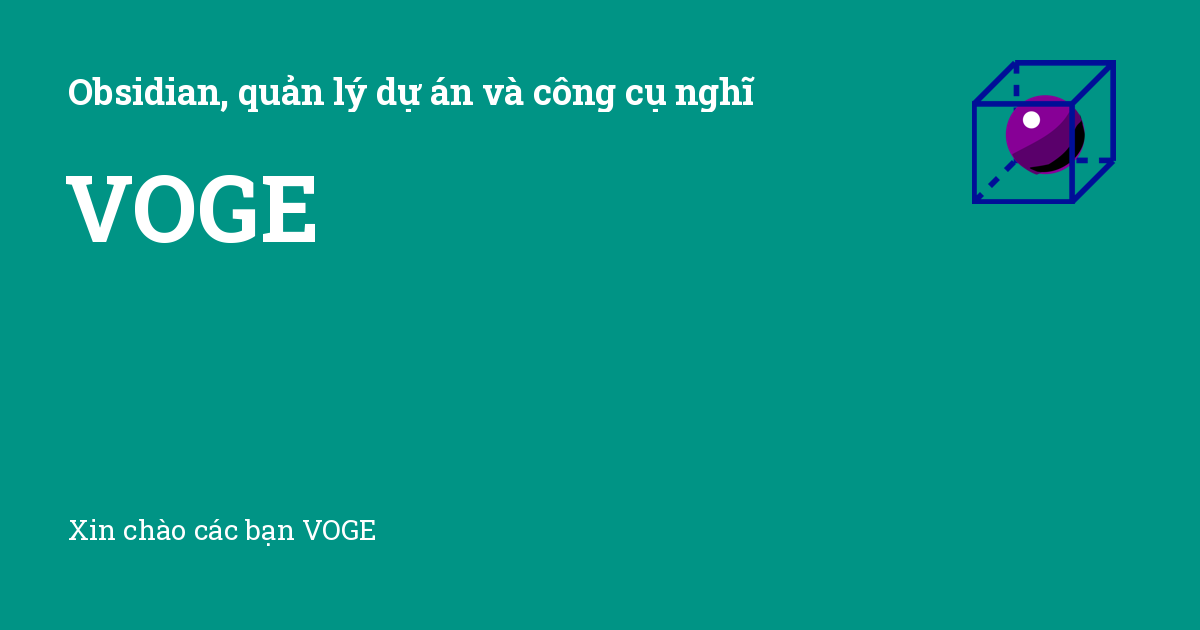 Obsidian, quản lý dự án và công cụ nghĩ
VOGE
Xin chào các bạn VOGE